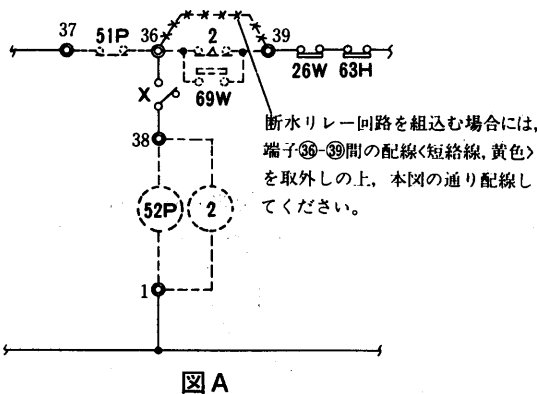 37
51P
36
2
39
X
69W
26W
63H
断水リレー回路を組込む場合には,
端子㊱-㊴間の配線<短絡線, 黄色>
を取外しの上, 本図の通り配線し
てください。
38
52P
2
1
図A